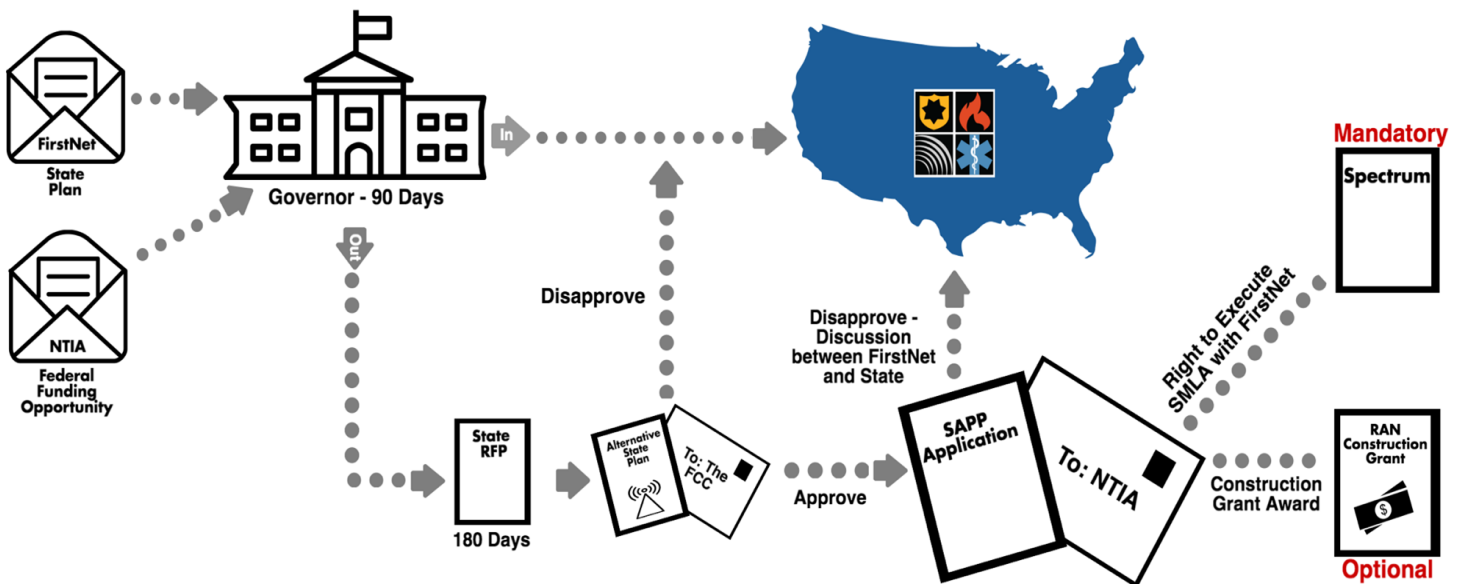 FirstNet
State
Plan
NTIA
Federal
Funding
Opportunity
Governor - 90 Days
In
Out
Disapprove
State
RFP
180 Days
Alternative
State
Plan
To: The
FCC
Approve
Disapprove -
Discussion
between FirstNet
and State
SAPP
Application
To: NTIA
Right to Execute
SMLA with FirstNet
Mandatory
Spectrum
Construction
Grant Award
RAN
Construction
Grant
$
Optional